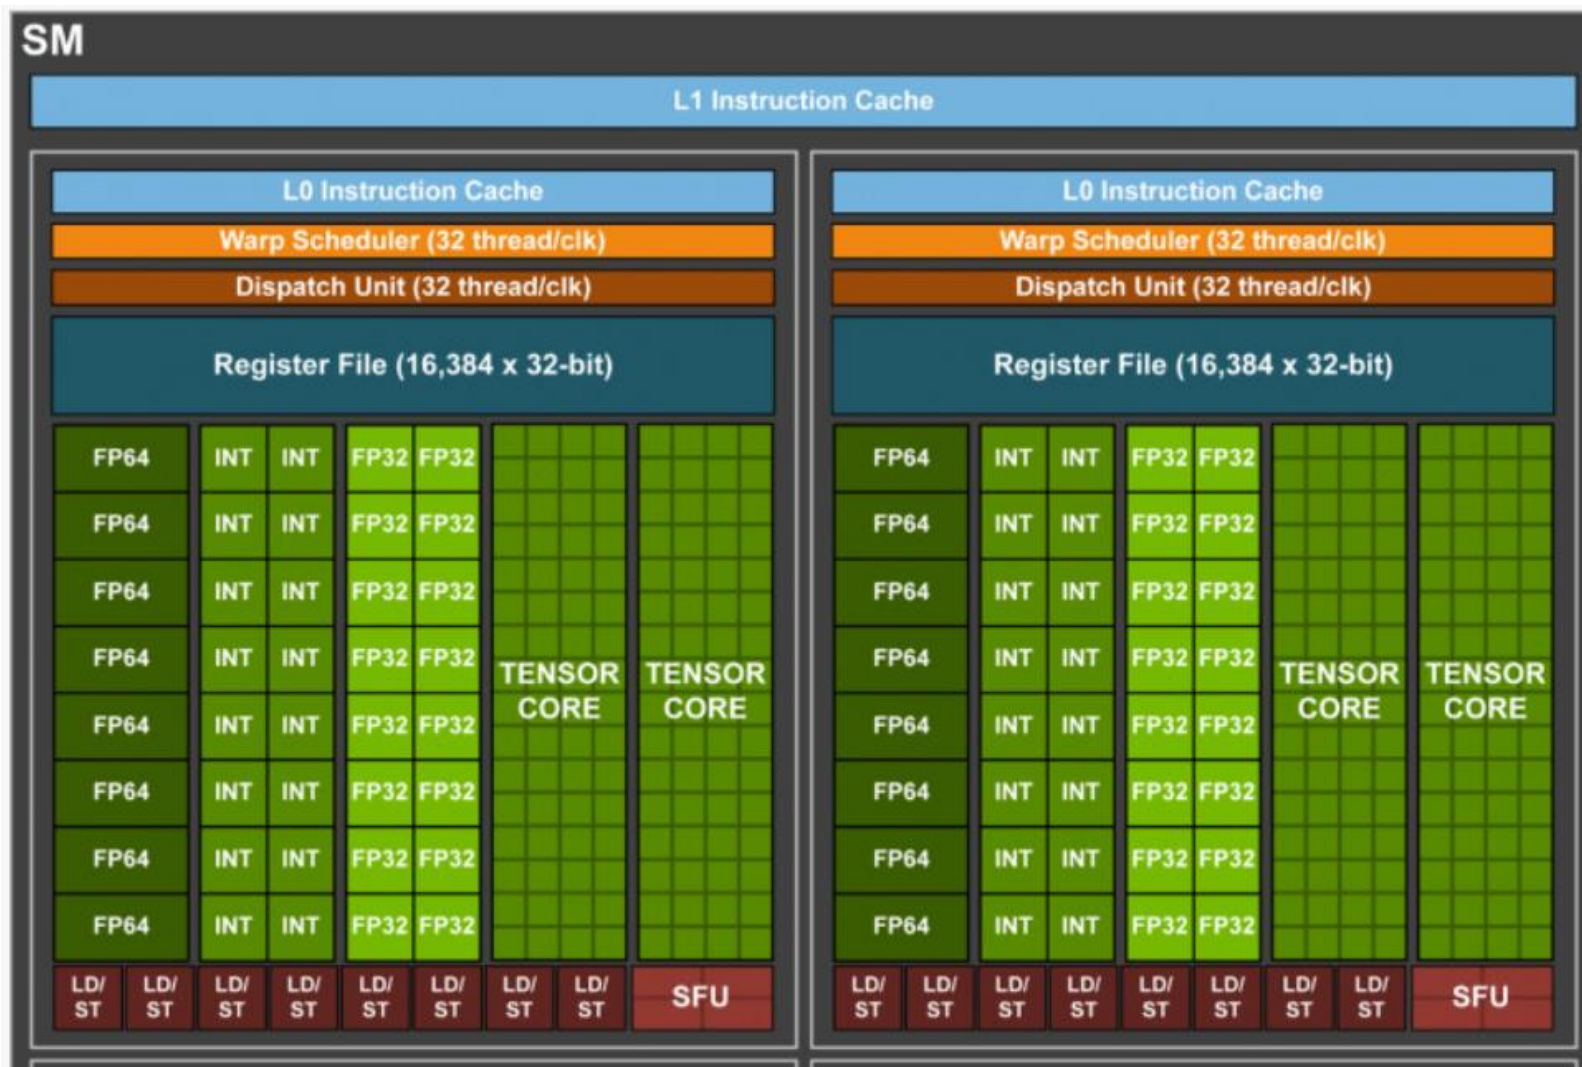 SM
L1 Instruction Cache
L0 Instruction Cache
Warp Scheduler (32 thread/clk)
Dispatch Unit (32 thread/clk)
Register File (16,384 x 32-bit)
FP64 INT INT FP32 FP32
FP64 INT INT FP32 FP32
FP64 INT INT FP32 FP32
FP64 INT INT FP32 FP32
FP64 INT INT FP32 FP32
FP64 INT INT FP32 FP32
FP64 INT INT FP32 FP32
FP64 INT INT FP32 FP32
TENSOR TENSOR
CORE CORE
LD/ LD/ LD/ LD/ LD/ LD/ LD/ LD/
ST ST ST ST ST ST ST ST
SFU
L0 Instruction Cache
Warp Scheduler (32 thread/clk)
Dispatch Unit (32 thread/clk)
Register File (16,384 x 32-bit)
FP64 INT INT FP32 FP32
FP64 INT INT FP32 FP32
FP64 INT INT FP32 FP32
FP64 INT INT FP32 FP32
FP64 INT INT FP32 FP32
FP64 INT INT FP32 FP32
FP64 INT INT FP32 FP32
FP64 INT INT FP32 FP32
TENSOR TENSOR
CORE CORE
LD/ LD/ LD/ LD/ LD/ LD/ LD/ LD/
ST ST ST ST ST ST ST ST
SFU